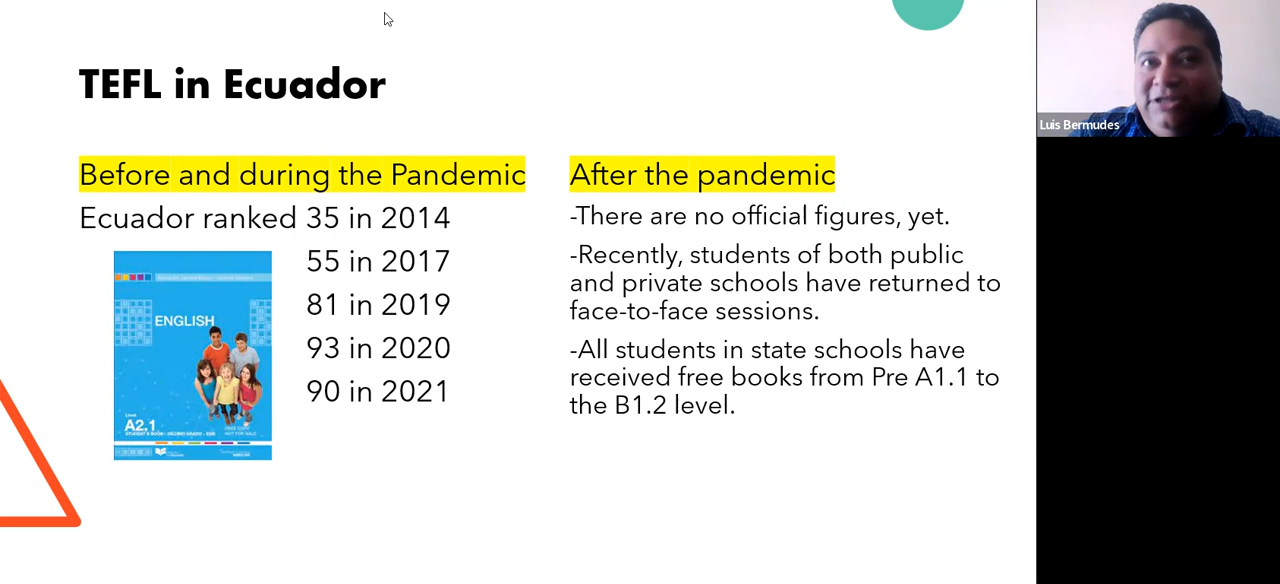 TEFL in Ecuador
Before and during the Pandemic
Ecuador ranked 35 in 2014
55 in 2017
81 in 2019
93 in 2020
90 in 2021
ENGLISH
Level
A2.1
After the pandemic
-There are no official figures, yet.
-Recently, students of both public
and private schools have returned to
face-to-face sessions.
-All students in state schools have
received free books from Pre A1.1 to
the B1.2 level.
Luis Bermudes